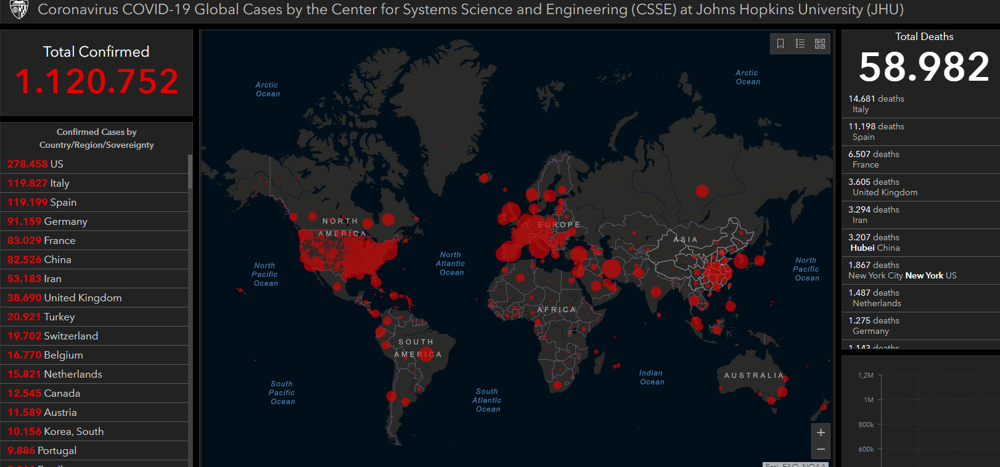 Coronavirus COVID-19 Global Cases by the Center for Systems Science and Engineering (CSSE) at Johns Hopkins University (JHU)
Total Confirmed
1.120.752
Confirmed Cases by
Country/Region/Sovereignty
278.458 US
119.827 Italy
119.199 Spain
91.159 Germany
83.029 France
82.526 China
53.183 Iran
38.690 United Kingdom
20.921 Turkey
19.702 Switzerland
16.770 Belgium
15.821 Netherlands
12.545 Canada
11.589 Austria
10.156 Korea, South
9.886 Portugal
Arctic
Ocean
Arctic
Ocean
NORTH
AMERICA
EUROPE
ASIA
North
Pacific
Ocean
North
Atlantic
Ocean
North
Pacific
Ocean
AFRICA
SOUTH
AMERICA
AUSTRALIA
South
Pacific
Ocean
South
Atlantic
Ocean
Indian
Ocean
+
−
Esri, FAO, NOAA
Total Deaths
58.982
14.681 deaths
Italy
11.198 deaths
Spain
6.507 deaths
France
3.605 deaths
United Kingdom
3.294 deaths
Iran
3.207 deaths
Hubei China
1.867 deaths
New York City New York US
1.487 deaths
Netherlands
1.275 deaths
Germany
1.143 deaths
1,2M
1M
800k
600k